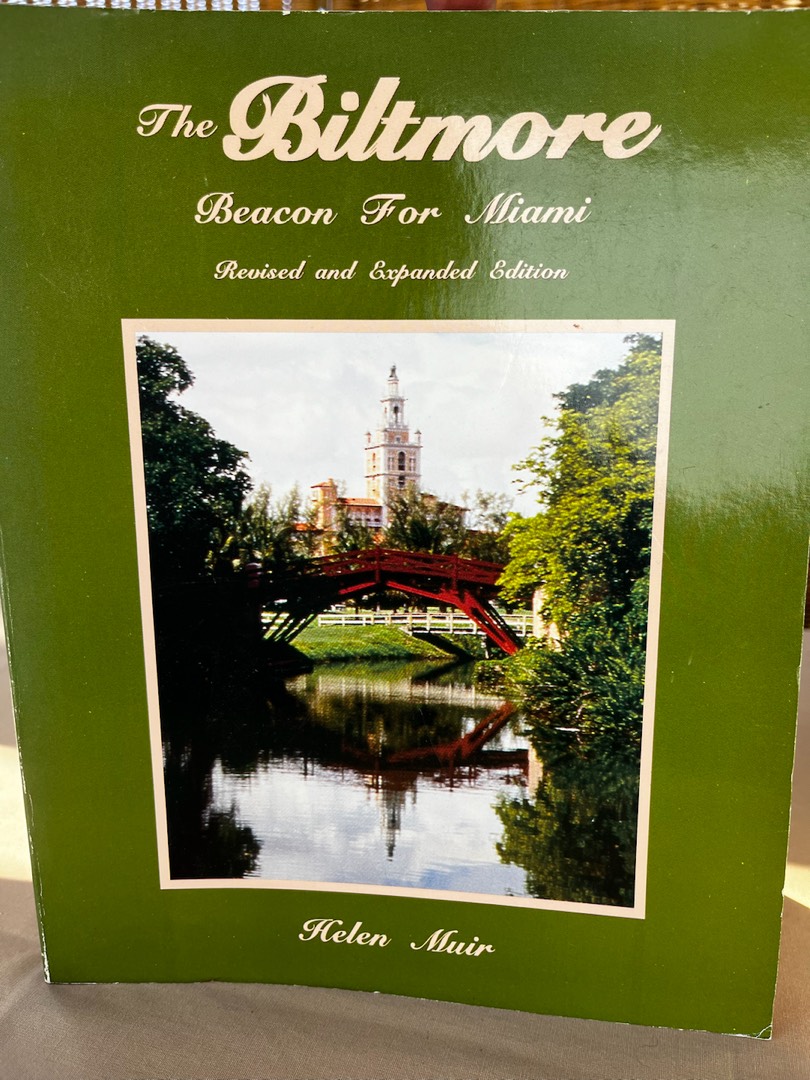 The Biltmore
Beacon For Miami
Revised and Expanded Edition
Helen Muir